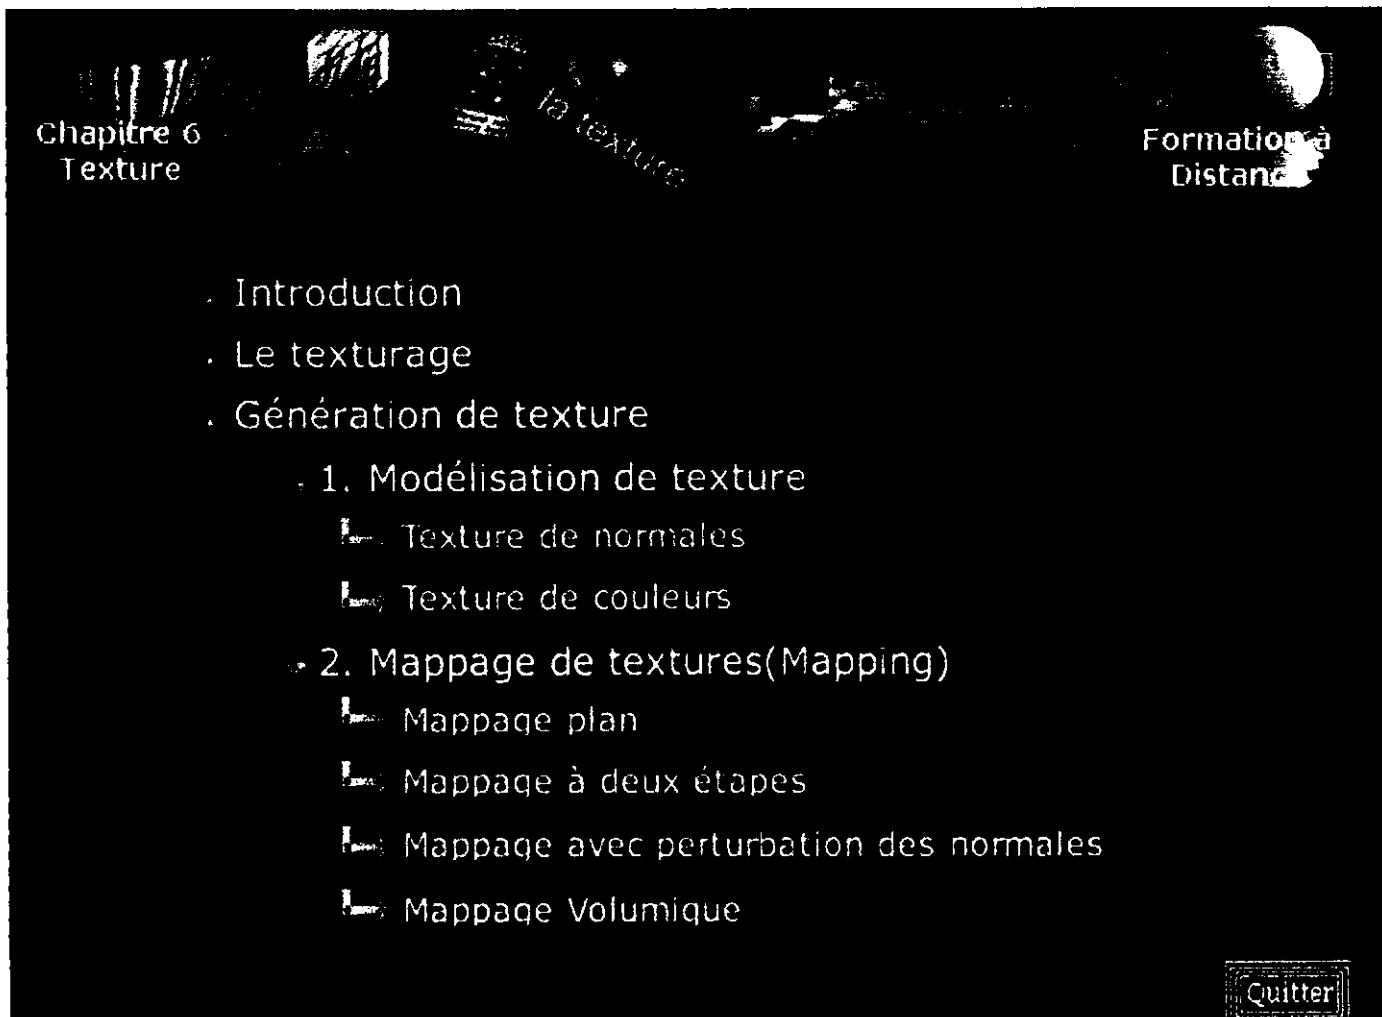 Chapitre 6
Texture
la texture
Formation à
Distance
Introduction
Le texturage
Génération de texture
1. Modélisation de texture
Texture de normales
Texture de couleurs
2. Mappage de textures(Mapping)
Mappage plan
Mappage à deux étapes
Mappage avec perturbation des normales
Mappage Volumique
Quitter